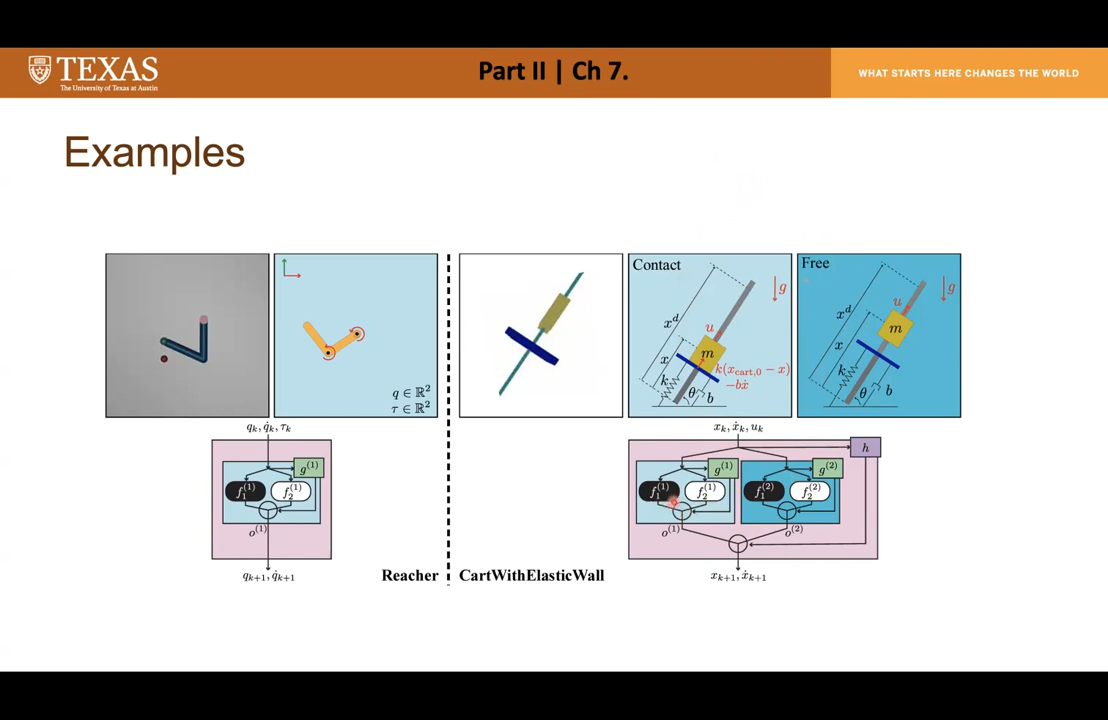 TEXAS
The University of Texas at Austin
Part II | Ch 7.
WHAT STARTS HERE CHANGES THE WORLD
Examples
q ∈ ℝ²
τ ∈ ℝ²
Contact
g
x^d
u
x
m
k
k(x_cart,0 − x)
−bẋ
θ
b
Free
g
u
x^d
m
x
k
θ
b
q_k, q̇_k, τ_k
g^(1)
f_1^(1)
f_2^(1)
o^(1)
q_{k+1}, q̇_{k+1}
Reacher
CartWithElasticWall
x_k, ẋ_k, u_k
h
g^(1)
g^(2)
f_1^(1)
f_2^(1)
f_1^(2)
f_2^(2)
o^(1)
o^(2)
x_{k+1}, ẋ_{k+1}